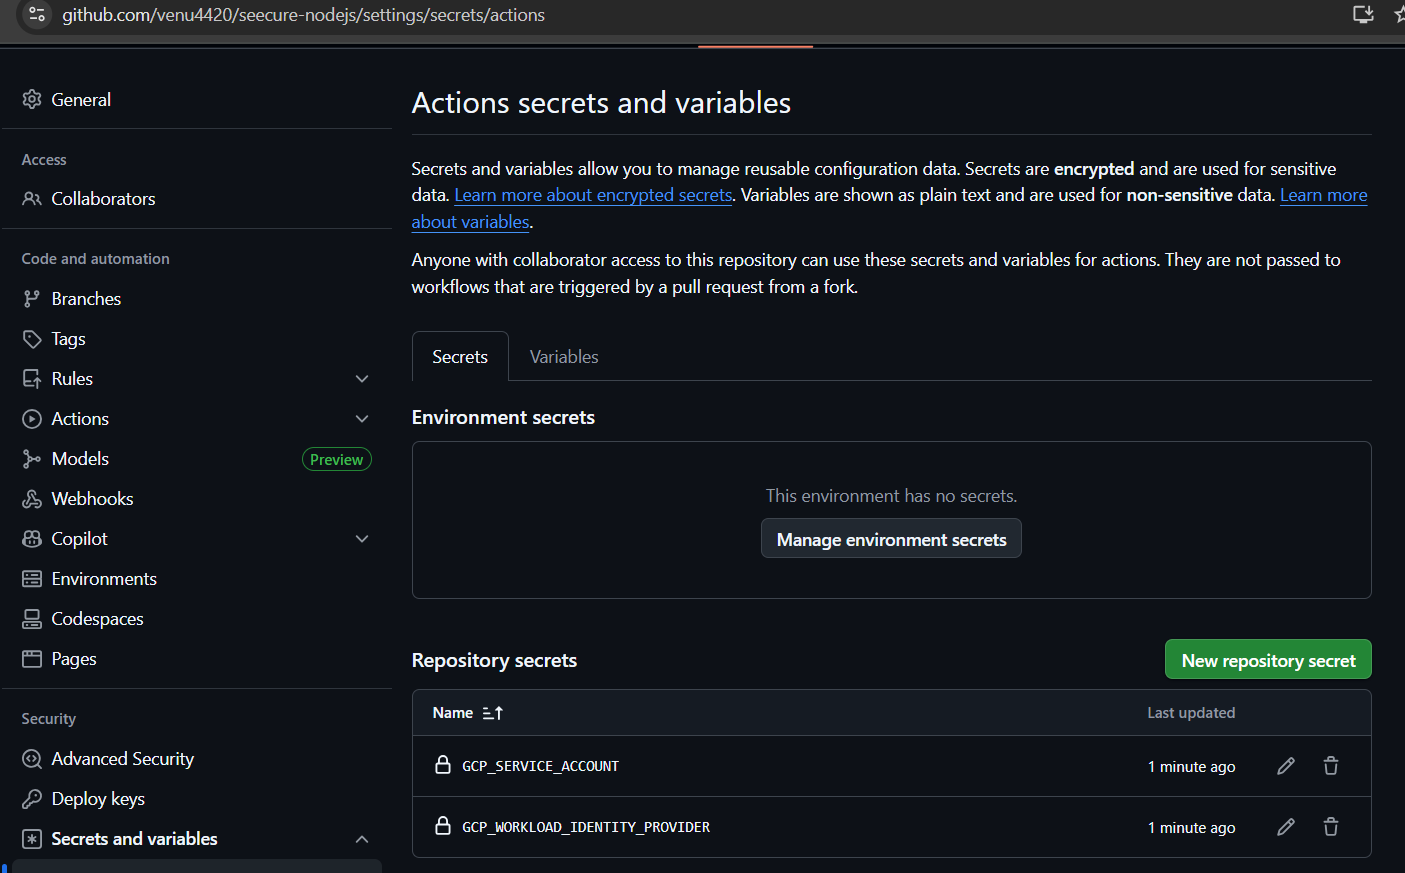 github.com/venu4420/seecure-nodejs/settings/secrets/actions
General
Access
Collaborators
Code and automation
Branches
Tags
Rules
Actions
Models
Preview
Webhooks
Copilot
Environments
Codespaces
Pages
Security
Advanced Security
Deploy keys
Secrets and variables
Actions secrets and variables
Secrets and variables allow you to manage reusable configuration data. Secrets are encrypted and are used for sensitive
data. Learn more about encrypted secrets. Variables are shown as plain text and are used for non-sensitive data. Learn more
about variables.
Anyone with collaborator access to this repository can use these secrets and variables for actions. They are not passed to
workflows that are triggered by a pull request from a fork.
Secrets
Variables
Environment secrets
This environment has no secrets.
Manage environment secrets
Repository secrets
New repository secret
Name
Last updated
GCP_SERVICE_ACCOUNT
1 minute ago
GCP_WORKLOAD_IDENTITY_PROVIDER
1 minute ago